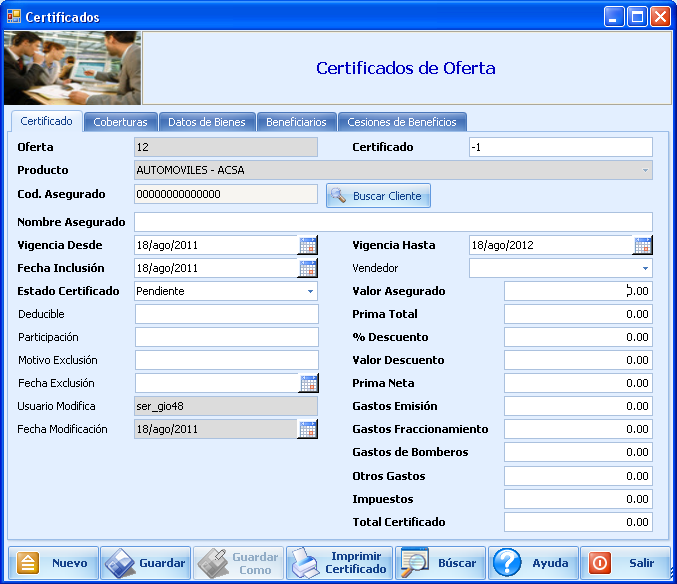 Certificados
Certificados de Oferta
Certificado Coberturas Datos de Bienes Beneficiarios Cesiones de Beneficios
Oferta 12 Certificado -1
Producto AUTOMOVILES - ACSA
Cod. Asegurado 00000000000000 Buscar Cliente
Nombre Asegurado
Vigencia Desde 18/ago/2011 Vigencia Hasta 18/ago/2012
Fecha Inclusión 18/ago/2011 Vendedor
Estado Certificado Pendiente Valor Asegurado 0.00
Deducible Prima Total 0.00
Participación % Descuento 0.00
Motivo Exclusión Valor Descuento 0.00
Fecha Exclusión Prima Neta 0.00
Usuario Modifica ser_gio48 Gastos Emisión 0.00
Fecha Modificación 18/ago/2011 Gastos Fraccionamiento 0.00
Gastos de Bomberos 0.00
Otros Gastos 0.00
Impuestos 0.00
Total Certificado 0.00
Nuevo Guardar Guardar Como Imprimir Certificado Búscar Ayuda Salir